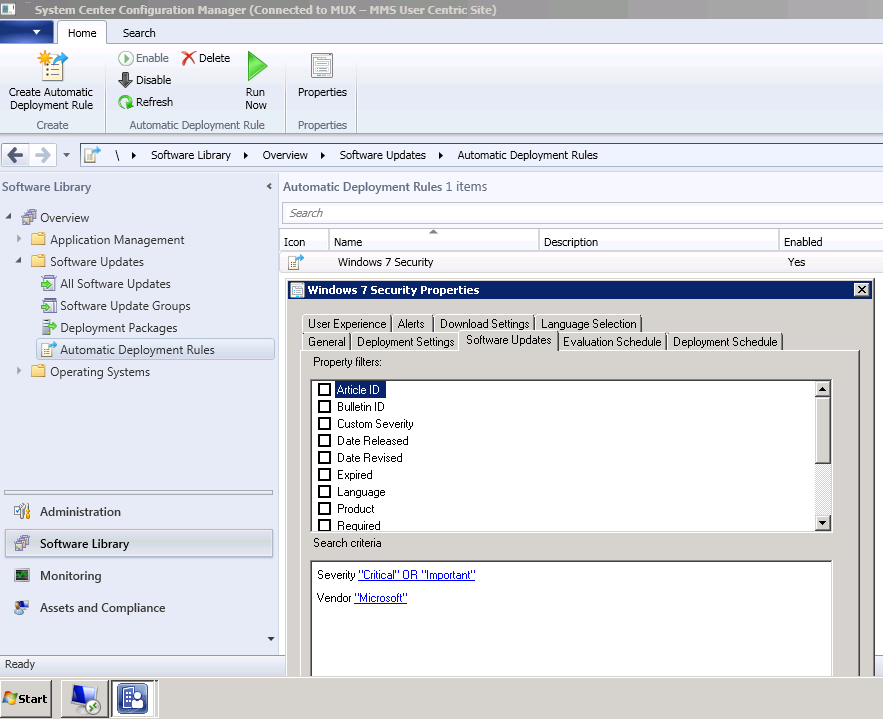 System Center Configuration Manager (Connected to MUX – MMS User Centric Site)
Home Search
Create Automatic Deployment Rule
Enable
Disable
Refresh
Delete
Run Now
Properties
Create
Automatic Deployment Rule
Properties
\ Software Library Overview Software Updates Automatic Deployment Rules
Software Library
Overview
Application Management
Software Updates
All Software Updates
Software Update Groups
Deployment Packages
Automatic Deployment Rules
Operating Systems
Administration
Software Library
Monitoring
Assets and Compliance
Automatic Deployment Rules 1 items
Search
Icon Name Description Enabled
Windows 7 Security Yes
Windows 7 Security Properties
User Experience Alerts Download Settings Language Selection
General Deployment Settings Software Updates Evaluation Schedule Deployment Schedule
Property filters:
Article ID
Bulletin ID
Custom Severity
Date Released
Date Revised
Expired
Language
Product
Required
Search criteria
Severity "Critical" OR "Important"
Vendor "Microsoft"
Ready
Start